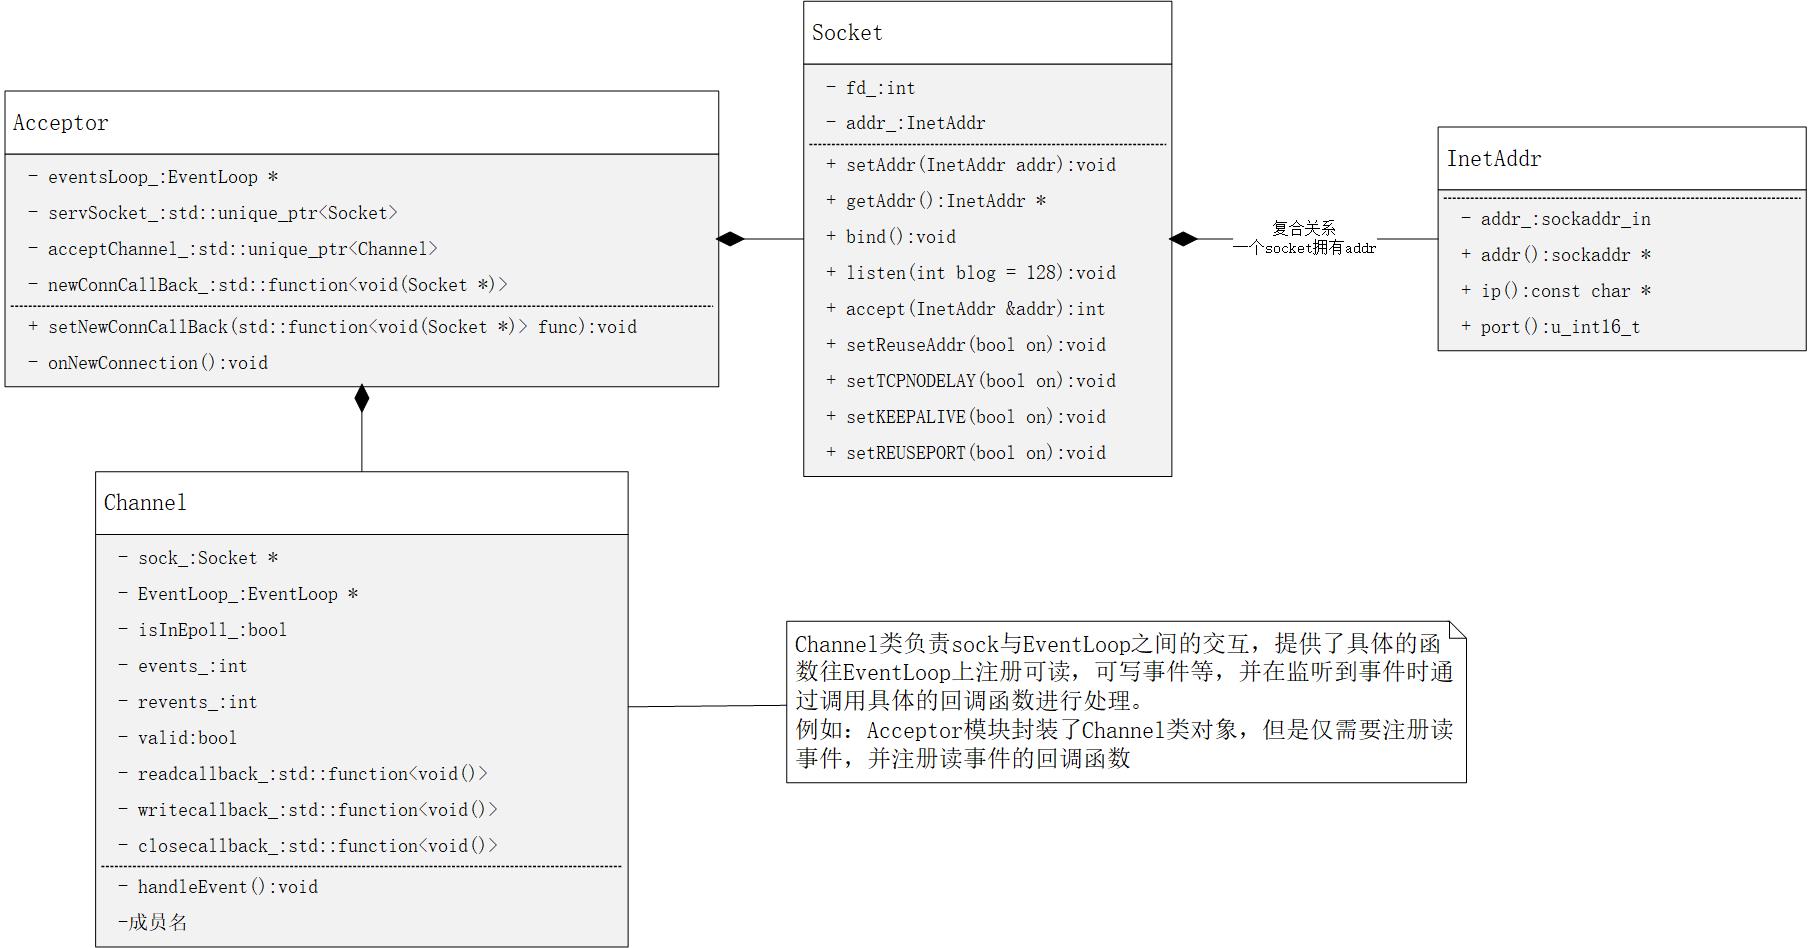 Acceptor
- eventsLoop_:EventLoop *
- servSocket_:std::unique_ptr<Socket>
- acceptChannel_:std::unique_ptr<Channel>
- newConnCallBack_:std::function<void(Socket *)>
+ setNewConnCallBack(std::function<void(Socket *)> func):void
- onNewConnection():void
Socket
- fd_:int
- addr_:InetAddr
+ setAddr(InetAddr addr):void
+ getAddr():InetAddr *
+ bind():void
+ listen(int blog = 128):void
+ accept(InetAddr &addr):int
+ setReuseAddr(bool on):void
+ setTCPNODELAY(bool on):void
+ setKEEPALIVE(bool on):void
+ setREUSEPORT(bool on):void
复合关系
一个socket拥有addr
InetAddr
- addr_:sockaddr_in
+ addr():sockaddr *
+ ip():const char *
+ port():u_int16_t
Channel
- sock_:Socket *
- EventLoop_:EventLoop *
- isInEpoll_:bool
- events_:int
- revents_:int
- valid:bool
- readcallback_:std::function<void()>
- writecallback_:std::function<void()>
- closecallback_:std::function<void()>
- handleEvent():void
-成员名
Channel类负责sock与EventLoop之间的交互，提供了具体的函
数往EventLoop上注册可读，可写事件等，并在监听到事件时通
过调用具体的回调函数进行处理。
例如：Acceptor模块封装了Channel类对象，但是仅需要注册读
事件，并注册读事件的回调函数